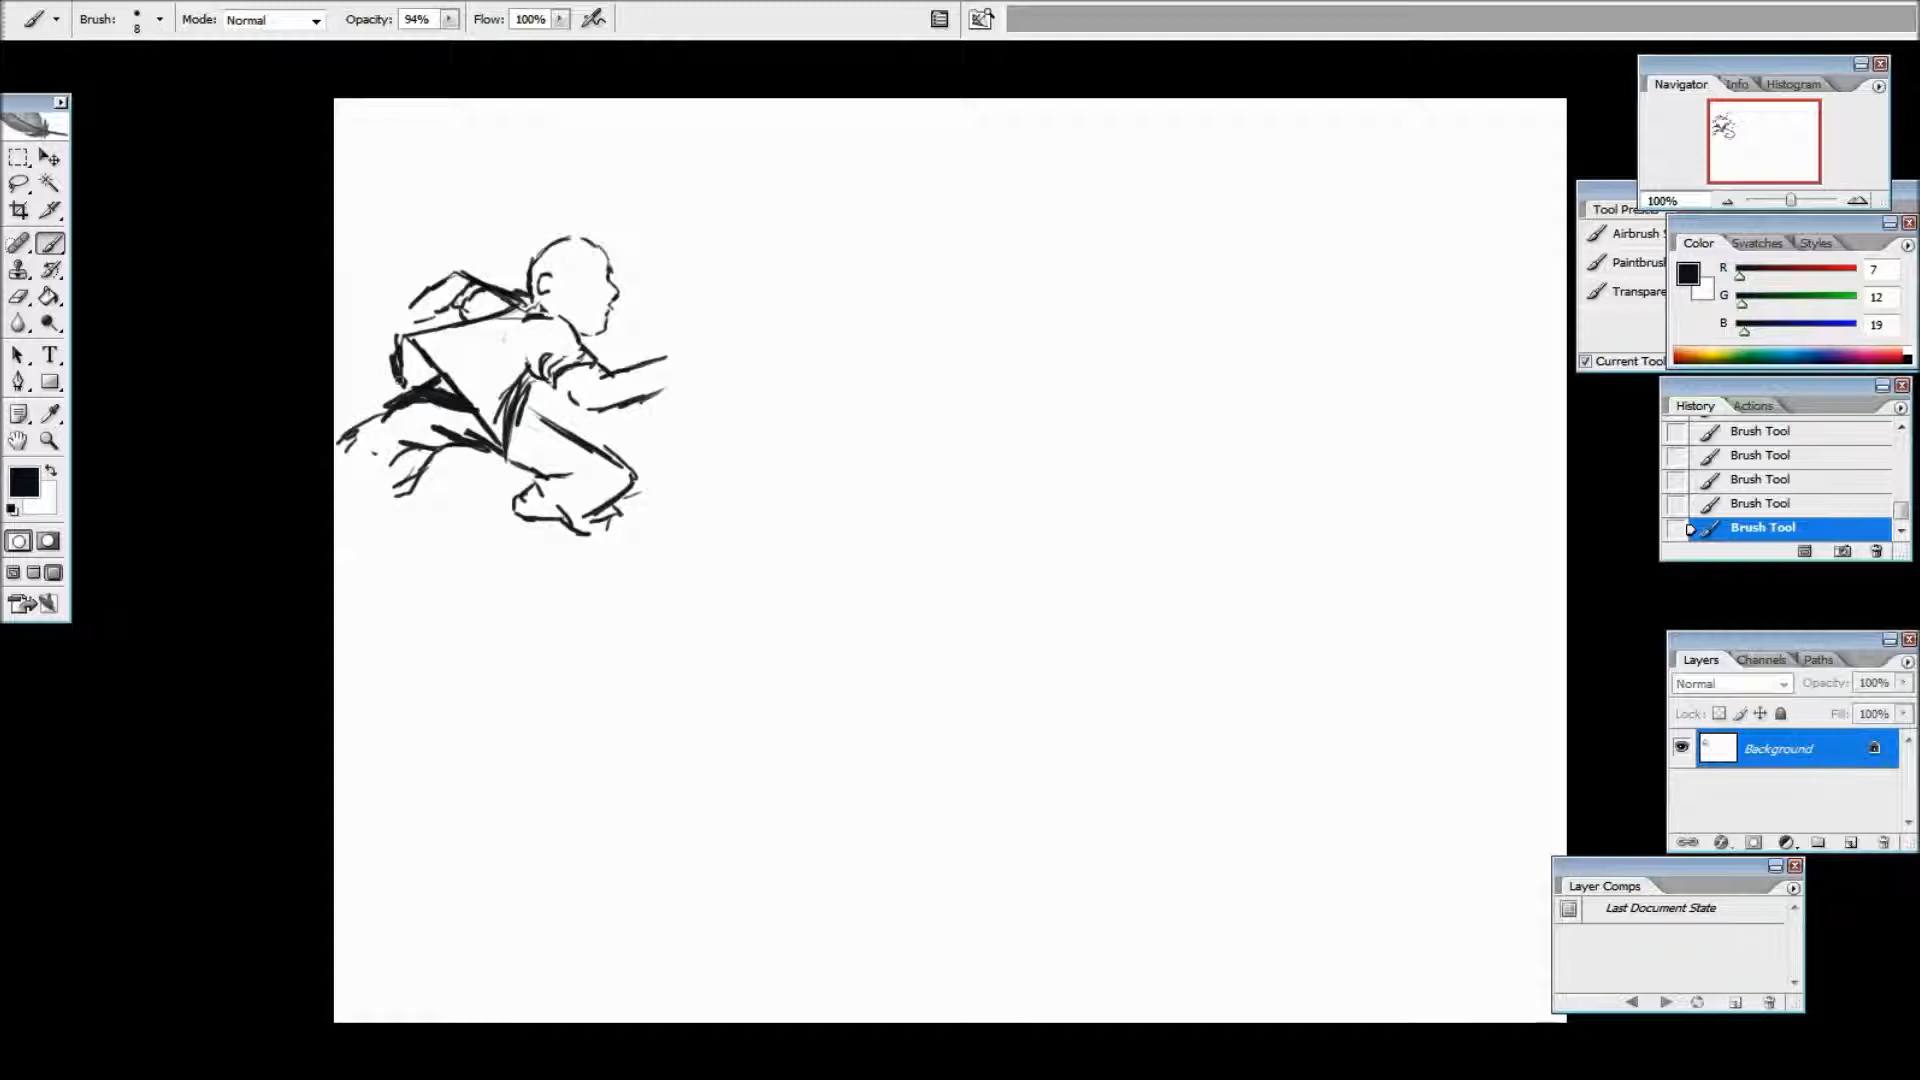 Brush: 8 Mode: Normal Opacity: 94% Flow: 100%
Navigator Info Histogram
100%
Tool Presets
Airbrush S
Paintbrush
Transpare
Current Tool
Color Swatches Styles
R 7
G 12
B 19
History Actions
Brush Tool
Brush Tool
Brush Tool
Brush Tool
Brush Tool
Layers Channels Paths
Normal Opacity: 100%
Lock: Fill: 100%
Background
Layer Comps
Last Document State